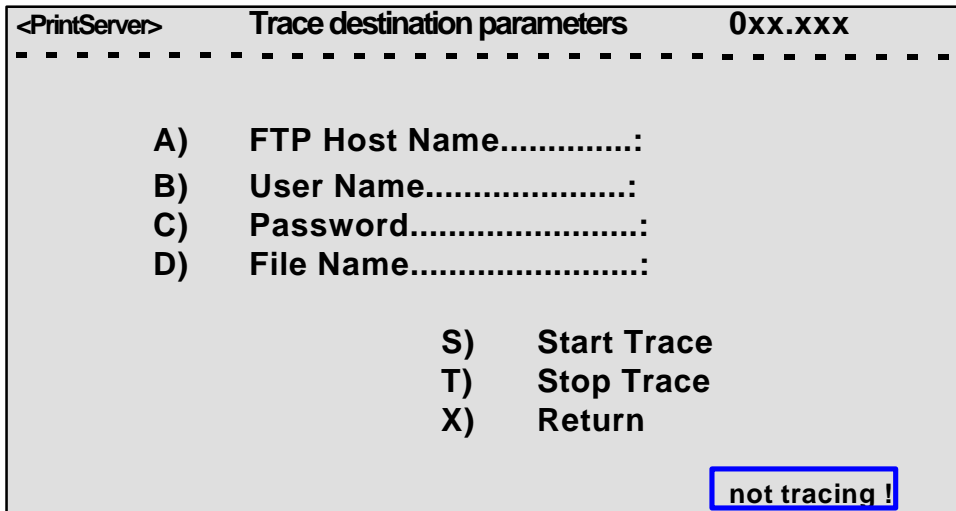 <PrintServer> Trace destination parameters 0xx.xxx
A) FTP Host Name..............:
B) User Name.....................:
C) Password........................:
D) File Name........................:
S) Start Trace
T) Stop Trace
X) Return
not tracing !